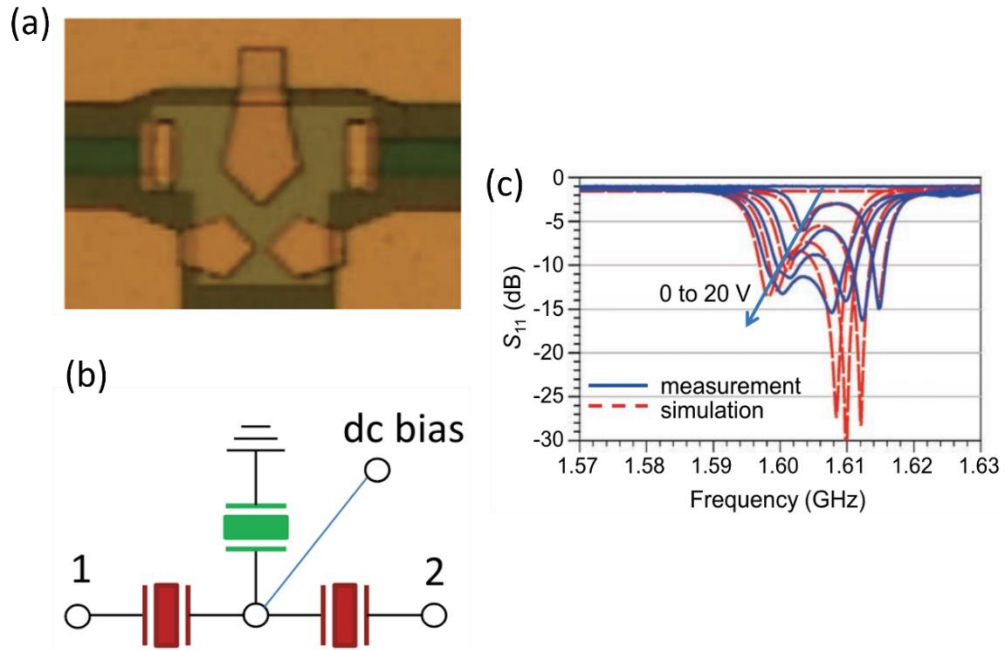 (a)
(b)
1
2
dc bias
(c)
0
-5
-10
-15
-20
-25
-30
S11 (dB)
0 to 20 V
measurement
simulation
1.57 1.58 1.59 1.60 1.61 1.62 1.63
Frequency (GHz)